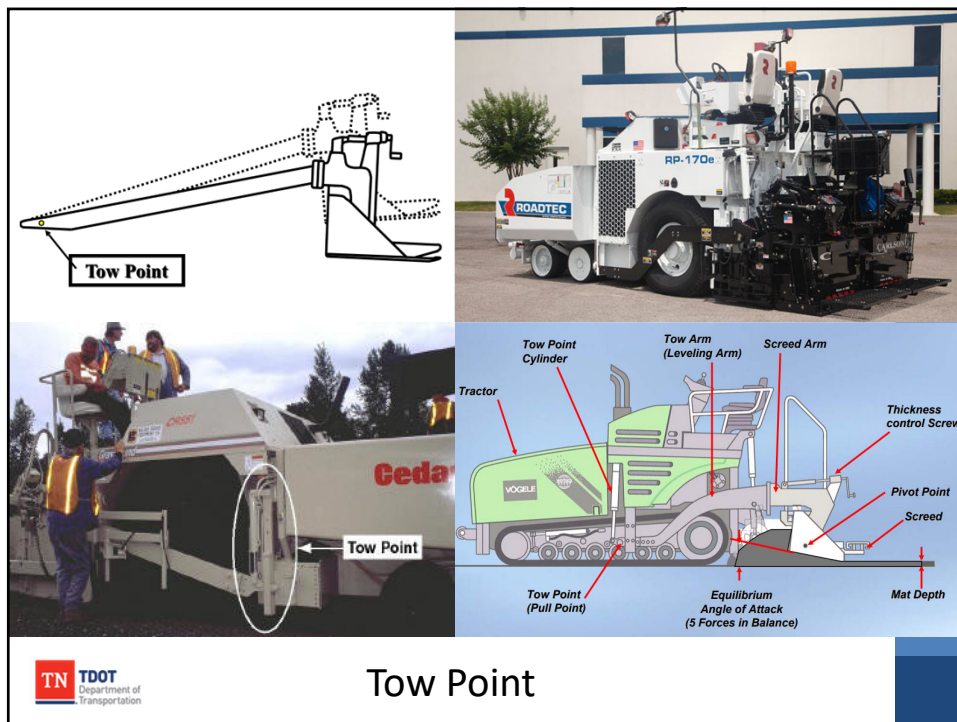 Tow Point
RP-170e
ROADTEC
CARLSON
Tow Point
Cylinder
Tow Arm
(Leveling Arm)
Screed Arm
Tractor
Thickness
control Screw
VÖGELE
Pivot Point
Screed
Tow Point
(Pull Point)
Equilibrium
Angle of Attack
(5 Forces in Balance)
Mat Depth
Ceda
Tow Point
TN
TDOT
Department of
Transportation
Tow Point